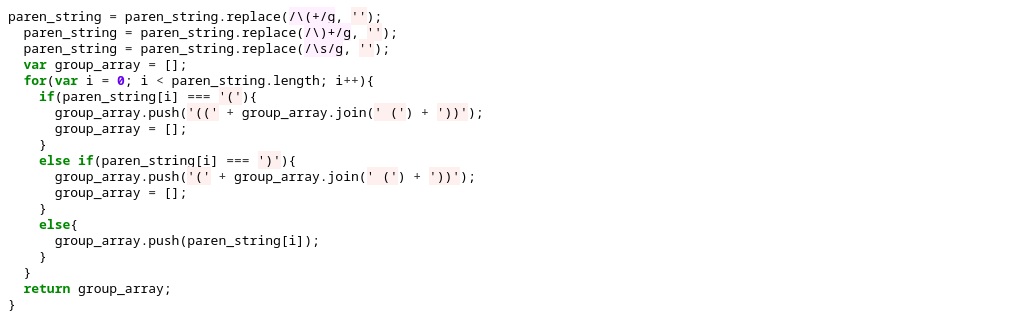 paren_string = paren_string.replace(/\(+/g, '');
  paren_string = paren_string.replace(/\)+/g, '');
  paren_string = paren_string.replace(/\s/g, '');
  var group_array = [];
  for(var i = 0; i < paren_string.length; i++){
    if(paren_string[i] === '('){
      group_array.push('((' + group_array.join(' (') + '))');
      group_array = [];
    }
    else if(paren_string[i] === ')'){
      group_array.push('(' + group_array.join(' (') + '))');
      group_array = [];
    }
    else{
      group_array.push(paren_string[i]);
    }
  }
  return group_array;
}